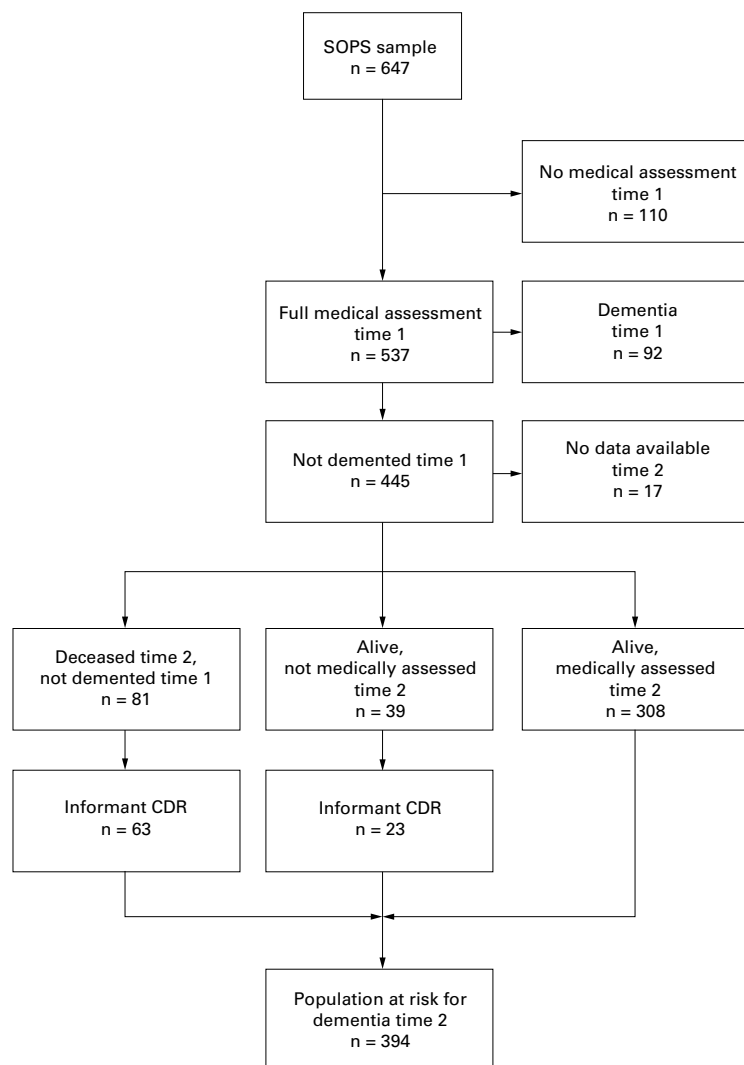 SOPS sample
n = 647
No medical assessment
time 1
n = 110
Full medical assessment
time 1
n = 537
Dementia
time 1
n = 92
Not demented time 1
n = 445
No data available
time 2
n = 17
Deceased time 2,
not demented time 1
n = 81
Alive,
not medically assessed
time 2
n = 39
Alive,
medically assessed
time 2
n = 308
Informant CDR
n = 63
Informant CDR
n = 23
Population at risk for
dementia time 2
n = 394